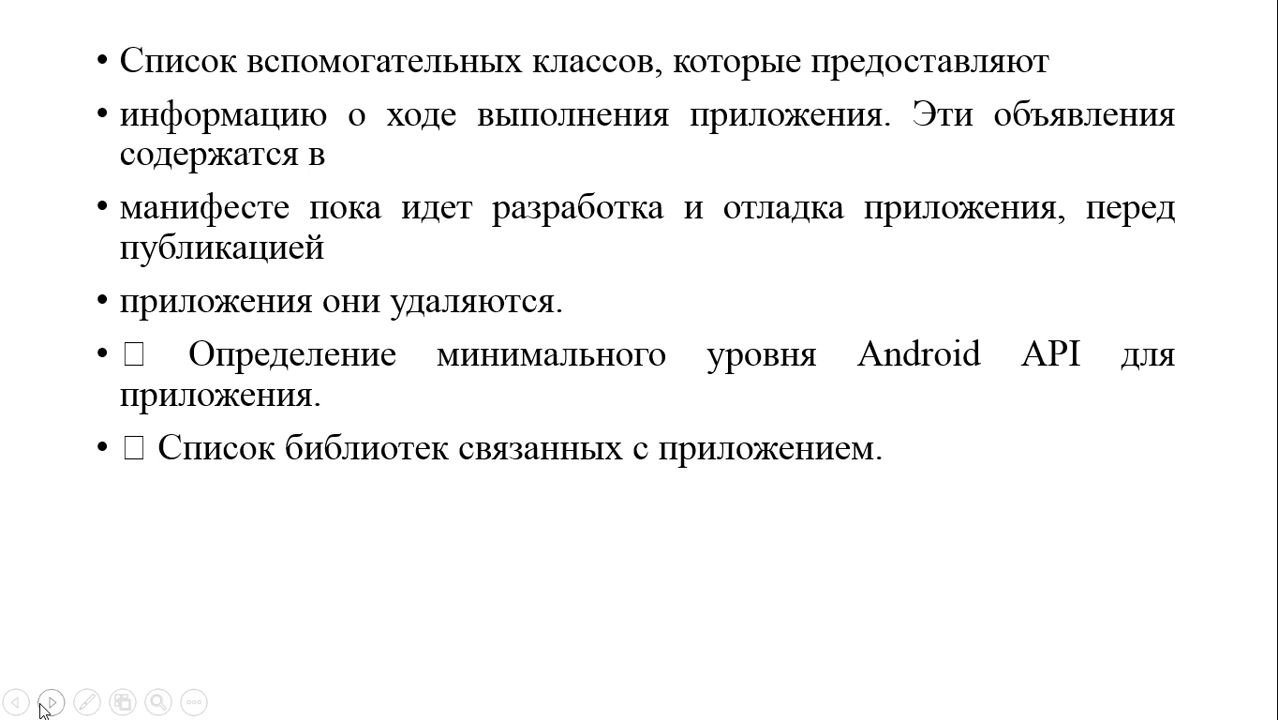 • Список вспомогательных классов, которые предоставляют
• информацию о ходе выполнения приложения. Эти объявления
содержатся в
• манифесте пока идет разработка и отладка приложения, перед
публикацией
• приложения они удаляются.
• □ Определение минимального уровня Android API для
приложения.
• □ Список библиотек связанных с приложением.